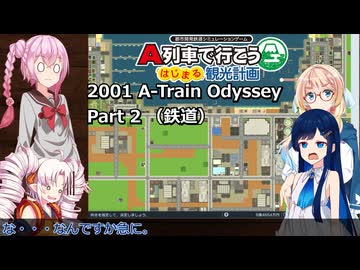 都市開発鉄道シミュレーションゲーム
A列車で行こう
はじまる観光計画
2001 A-Train Odyssey
Part 2 （鉄道）
な・・・なんですか急に。